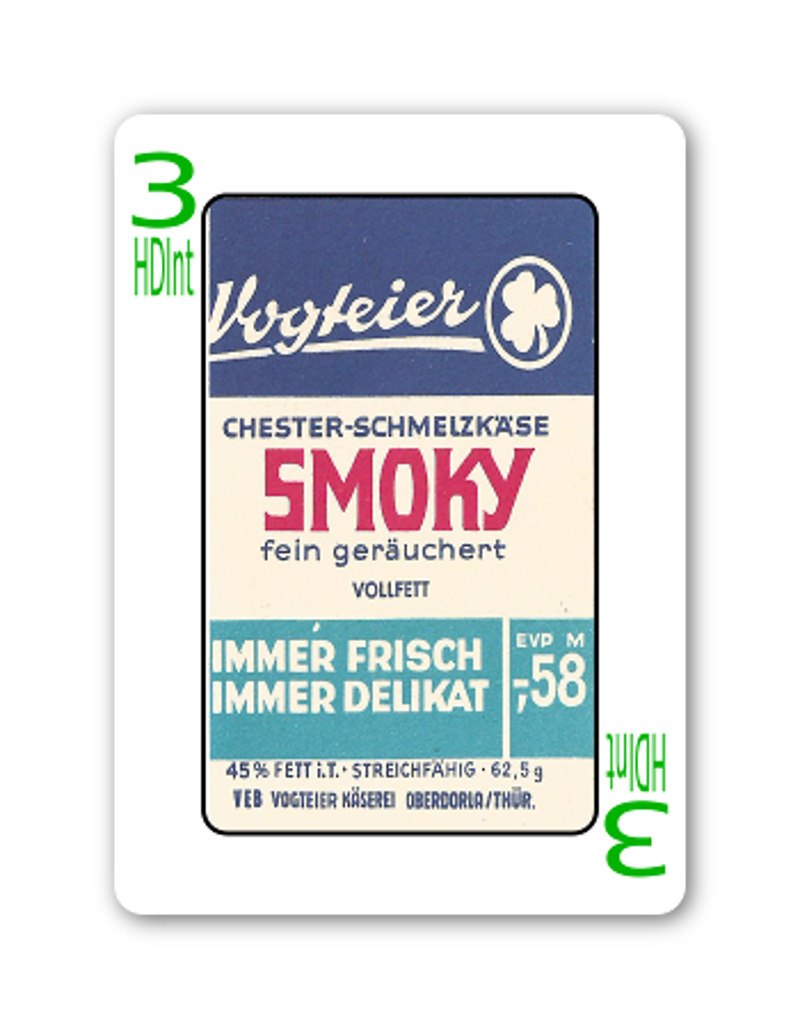 3
HDInt
Vogteier
CHESTER-SCHMELZKÄSE
SMOKY
fein geräuchert
VOLLFETT
IMMER FRISCH
IMMER DELIKAT
EVP M
-,58
45% FETT i.T. · STREICHFÄHIG · 62,5g
VEB VOGTEIER KÄSEREI OBERDORLA/THÜR.
HDInt
3